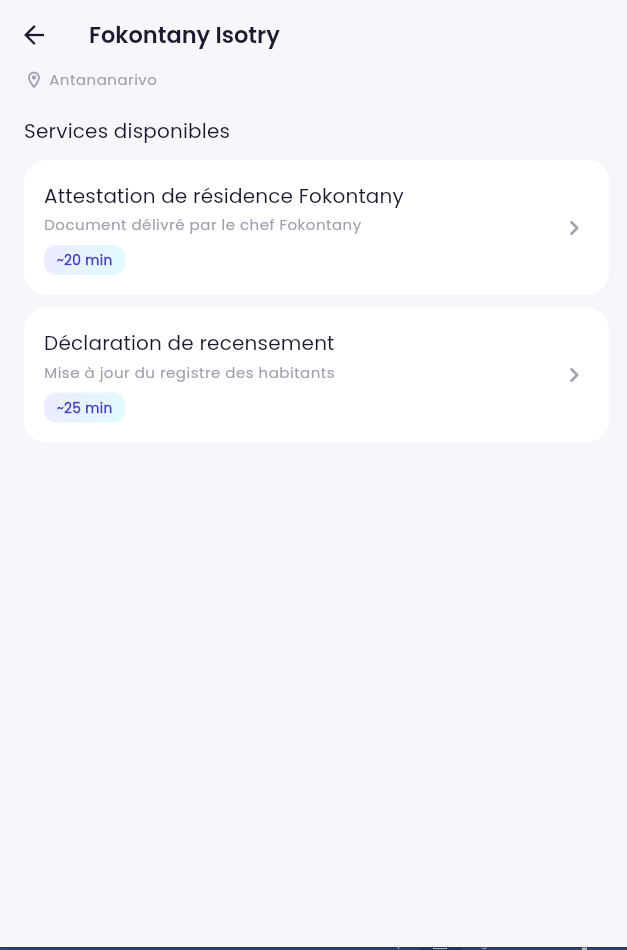 Fokontany Isotry
Antananarivo
Services disponibles
Attestation de résidence Fokontany
Document délivré par le chef Fokontany
~20 min
Déclaration de recensement
Mise à jour du registre des habitants
~25 min